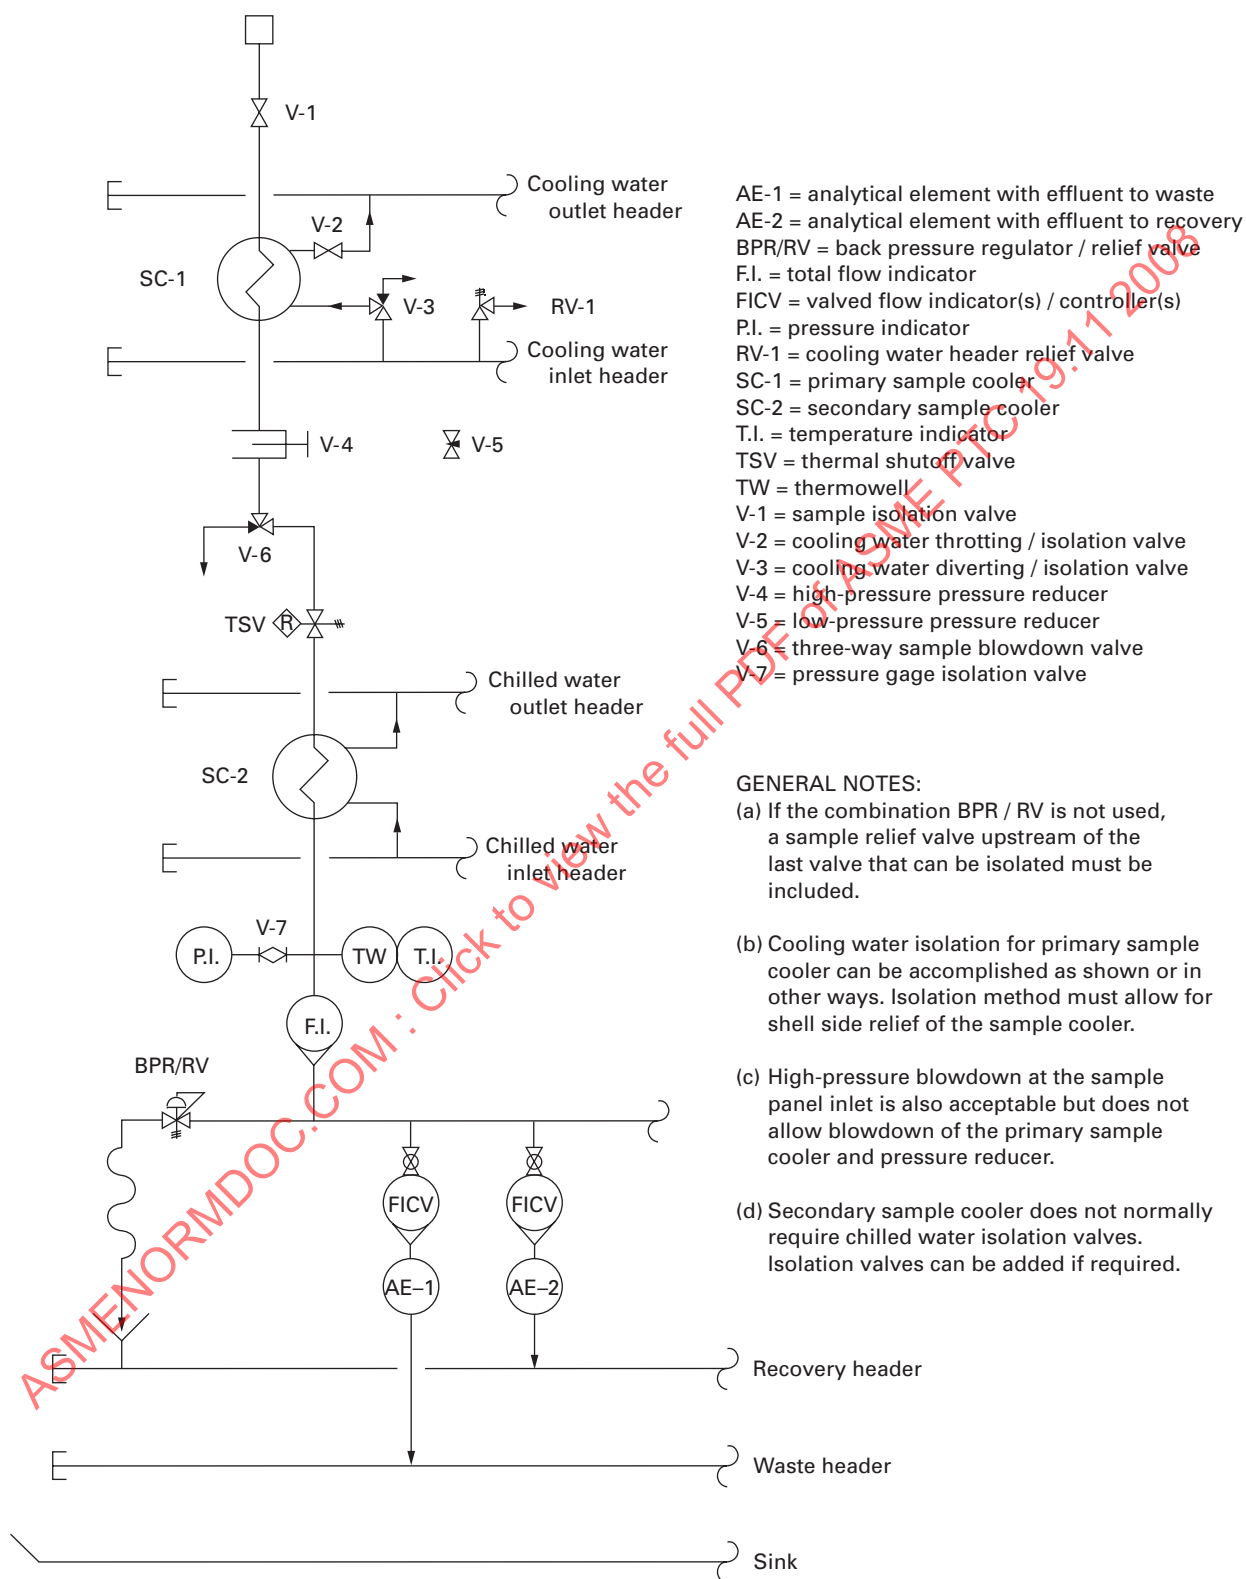 V-1
Cooling water
outlet header
V-2
SC-1
V-3
RV-1
Cooling water
inlet header
V-4
V-5
V-6
TSV
R
Chilled water
outlet header
SC-2
Chilled water
inlet header
V-7
P.I.
TW
T.I.
F.I.
BPR/RV
FICV
FICV
AE–1
AE–2
Recovery header
Waste header
Sink
AE-1 = analytical element with effluent to waste
AE-2 = analytical element with effluent to recovery
BPR/RV = back pressure regulator / relief valve
F.I. = total flow indicator
FICV = valved flow indicator(s) / controller(s)
P.I. = pressure indicator
RV-1 = cooling water header relief valve
SC-1 = primary sample cooler
SC-2 = secondary sample cooler
T.I. = temperature indicator
TSV = thermal shutoff valve
TW = thermowell
V-1 = sample isolation valve
V-2 = cooling water throtting / isolation valve
V-3 = cooling water diverting / isolation valve
V-4 = high-pressure pressure reducer
V-5 = low-pressure pressure reducer
V-6 = three-way sample blowdown valve
V-7 = pressure gage isolation valve
GENERAL NOTES:
(a) If the combination BPR / RV is not used,
a sample relief valve upstream of the
last valve that can be isolated must be
included.
(b) Cooling water isolation for primary sample
cooler can be accomplished as shown or in
other ways. Isolation method must allow for
shell side relief of the sample cooler.
(c) High-pressure blowdown at the sample
panel inlet is also acceptable but does not
allow blowdown of the primary sample
cooler and pressure reducer.
(d) Secondary sample cooler does not normally
require chilled water isolation valves.
Isolation valves can be added if required.
ASMENORMDOC.COM : Click to view the full PDF of ASME PTC 19.11 2008